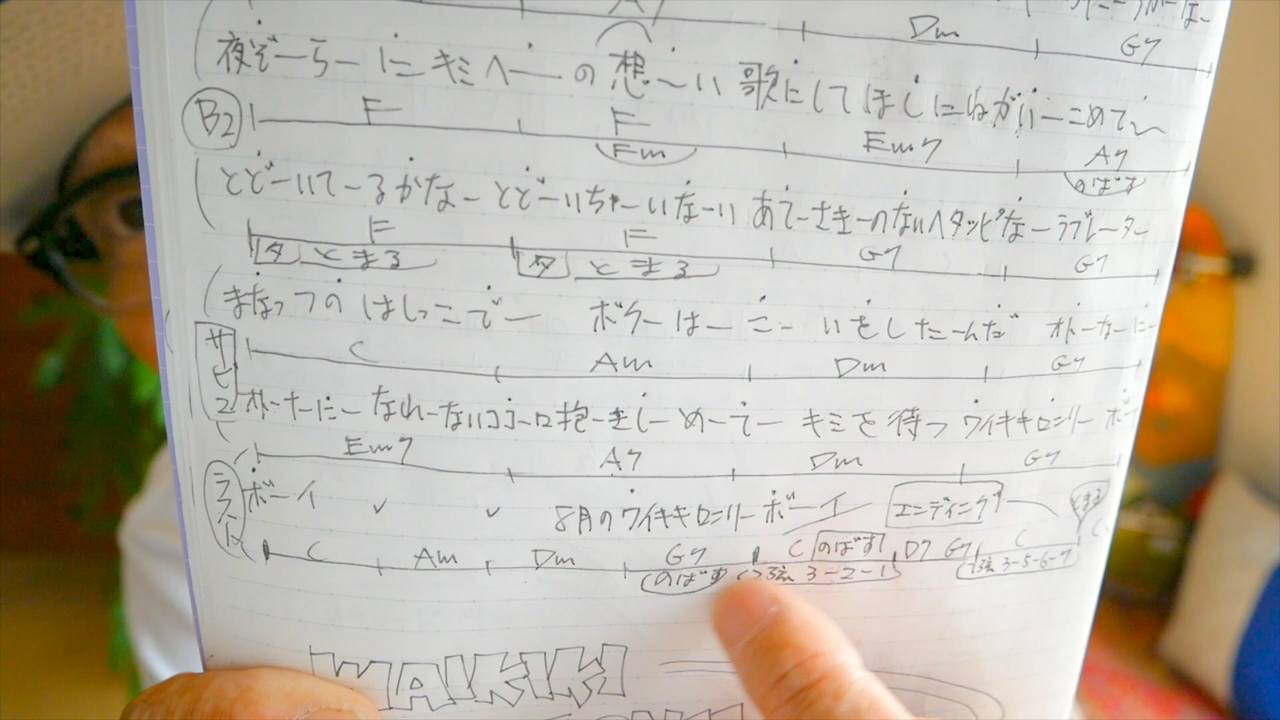 Dm G7
夜ぞーらーに キミへーの 想ーい 歌にしてほしにねがいーこめて
B2 F F Em7 A7
Fm のばす
とどーいてーるかなー とどーいちゃーいなーい あてーさきーのないヘタッピなーラブレーター
F F G7 G7
タ とまる タ とまる
まなつの はしっこでー ボクーはー こーいをしたーんだ オトーなーにー
サビ2 C Am Dm G7
オトーナーにーなれーないココーロ抱ーきしーめーてー キミを待つ ワイキキロンリーボー
Em7 A7 Dm G7
ラスト ボーイ ✓ ✓ 8月のワイキキロンリーボーイ エンディング とまる
C Am Dm G7 C のばす D7 G7 C
のばす 3弦 3-2-1 1弦 3-5-6-7
WAIKIKI